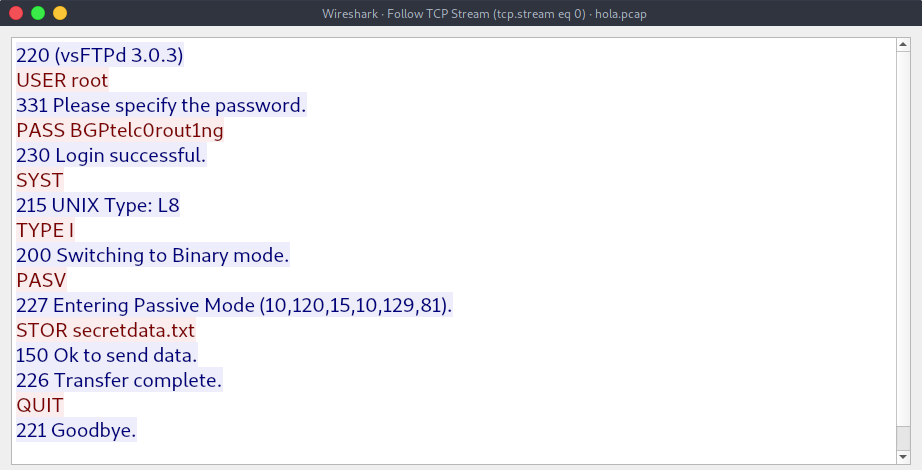 Wireshark · Follow TCP Stream (tcp.stream eq 0) · hola.pcap
220 (vsFTPd 3.0.3)
USER root
331 Please specify the password.
PASS BGPtelc0rout1ng
230 Login successful.
SYST
215 UNIX Type: L8
TYPE I
200 Switching to Binary mode.
PASV
227 Entering Passive Mode (10,120,15,10,129,81).
STOR secretdata.txt
150 Ok to send data.
226 Transfer complete.
QUIT
221 Goodbye.